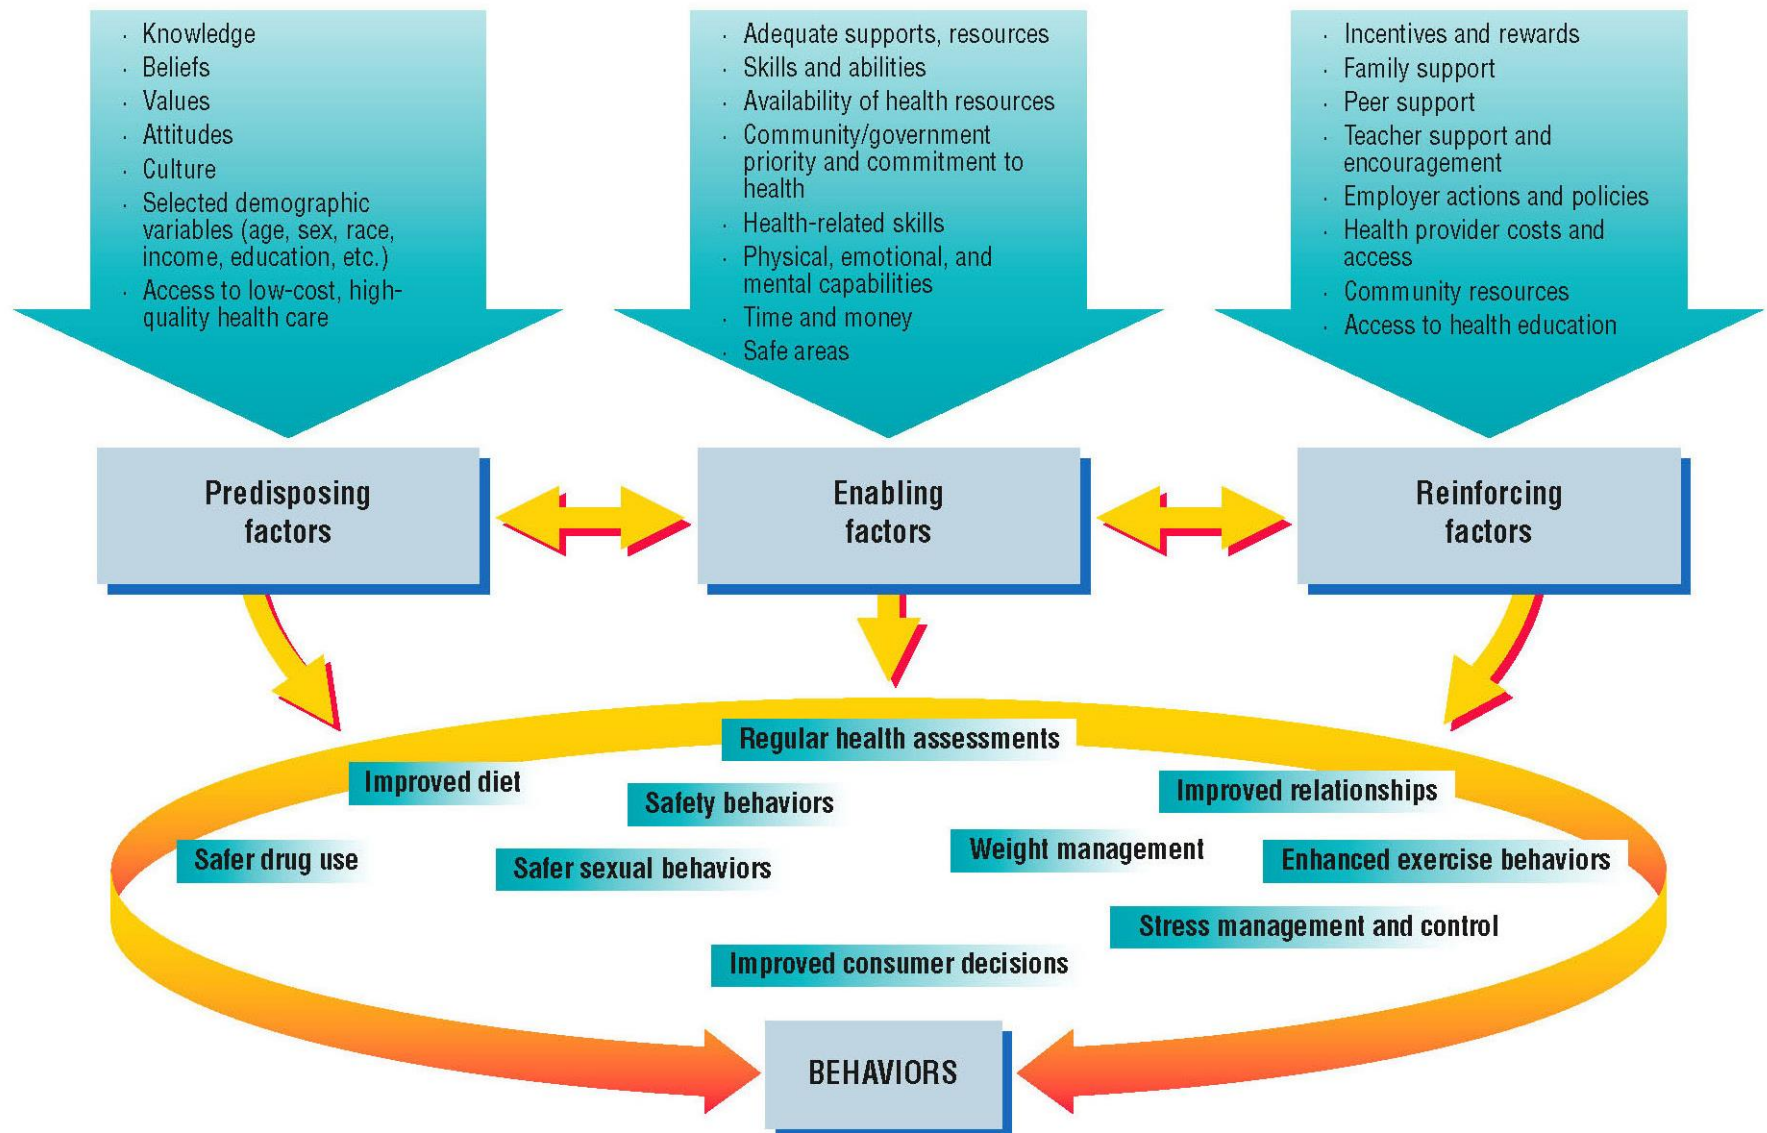 · Knowledge
· Beliefs
· Values
· Attitudes
· Culture
· Selected demographic
variables (age, sex, race,
income, education, etc.)
· Access to low-cost, high-
quality health care
· Adequate supports, resources
· Skills and abilities
· Availability of health resources
· Community/government
priority and commitment to
health
· Health-related skills
· Physical, emotional, and
mental capabilities
· Time and money
· Safe areas
· Incentives and rewards
· Family support
· Peer support
· Teacher support and
encouragement
· Employer actions and policies
· Health provider costs and
access
· Community resources
· Access to health education
Predisposing
factors
Enabling
factors
Reinforcing
factors
Regular health assessments
Improved diet
Safety behaviors
Improved relationships
Safer drug use
Safer sexual behaviors
Weight management
Enhanced exercise behaviors
Stress management and control
Improved consumer decisions
BEHAVIORS